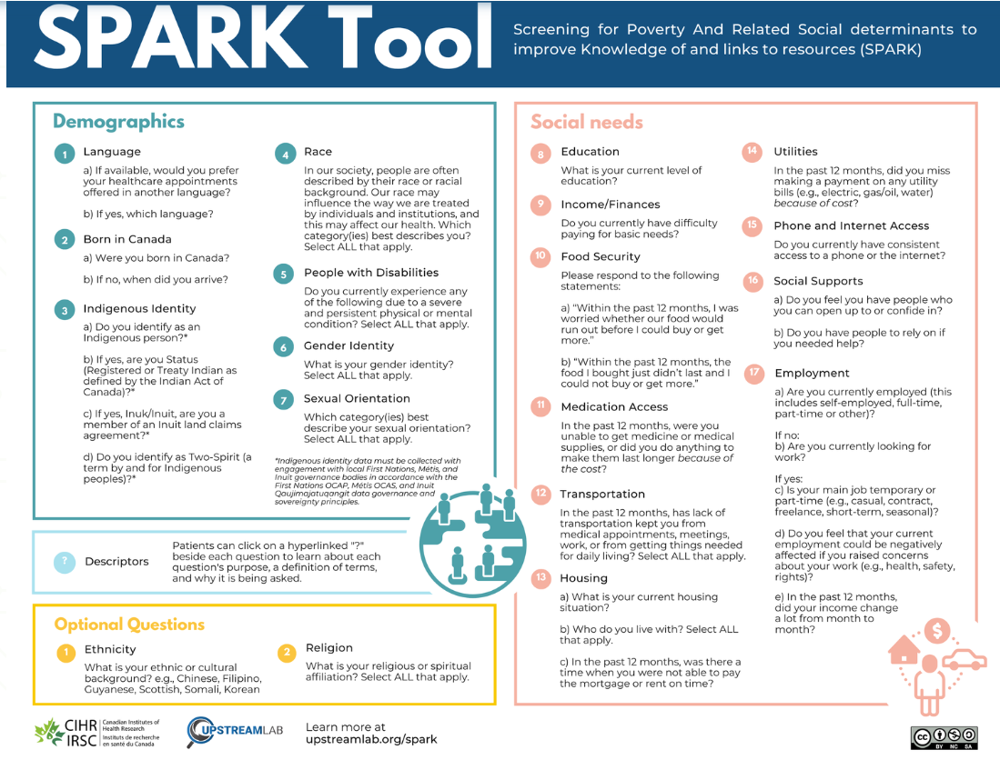 SPARK Tool
Screening for Poverty And Related Social determinants to
improve Knowledge of and links to resources (SPARK)
Demographics
1
Language
a) If available, would you prefer
your healthcare appointments
offered in another language?
b) If yes, which language?
2
Born in Canada
a) Were you born in Canada?
b) If no, when did you arrive?
3
Indigenous Identity
a) Do you identify as an
Indigenous person?*
b) If yes, are you Status
(Registered or Treaty Indian as
defined by the Indian Act of
Canada)?*
c) If yes, Inuk/Inuit, are you a
member of an Inuit land claims
agreement?*
d) Do you identify as Two-Spirit (a
term by and for Indigenous
peoples)?*
4
Race
In our society, people are often
described by their race or racial
background. Our race may
influence the way we are treated
by individuals and institutions, and
this may affect our health. Which
category(ies) best describes you?
Select ALL that apply.
5
People with Disabilities
Do you currently experience any
of the following due to a severe
and persistent physical or mental
condition? Select ALL that apply.
6
Gender Identity
What is your gender identity?
Select ALL that apply.
7
Sexual Orientation
Which category(ies) best
describe your sexual orientation?
Select ALL that apply.
*Indigenous identity data must be collected with
engagement with local First Nations, Métis, and
Inuit governance bodies in accordance with the
First Nations OCAP, Métis OCAS, and Inuit
Qaujimajatuqangit data governance and
sovereignty principles.
?
Descriptors
Patients can click on a hyperlinked "?"
beside each question to learn about each
question's purpose, a definition of terms,
and why it is being asked.
Optional Questions
1
Ethnicity
What is your ethnic or cultural
background? e.g., Chinese, Filipino,
Guyanese, Scottish, Somali, Korean
2
Religion
What is your religious or spiritual
affiliation? Select ALL that apply.
Social needs
8
Education
What is your current level of
education?
9
Income/Finances
Do you currently have difficulty
paying for basic needs?
10
Food Security
Please respond to the following
statements:
a) “Within the past 12 months, I was
worried whether our food would
run out before I could buy or get
more.”
b) “Within the past 12 months, the
food I bought just didn’t last and I
could not buy or get more.”
11
Medication Access
In the past 12 months, were you
unable to get medicine or medical
supplies, or did you do anything to
make them last longer because of
the cost?
12
Transportation
In the past 12 months, has lack of
transportation kept you from
medical appointments, meetings,
work, or from getting things needed
for daily living? Select ALL that apply.
13
Housing
a) What is your current housing
situation?
b) Who do you live with? Select ALL
that apply.
c) In the past 12 months, was there a
time when you were not able to pay
the mortgage or rent on time?
14
Utilities
In the past 12 months, did you miss
making a payment on any utility
bills (e.g., electric, gas/oil, water)
because of cost?
15
Phone and Internet Access
Do you currently have consistent
access to a phone or the internet?
16
Social Supports
a) Do you feel you have people who
you can open up to or confide in?
b) Do you have people to rely on if
you needed help?
17
Employment
a) Are you currently employed (this
includes self-employed, full-time,
part-time or other)?
If no:
b) Are you currently looking for
work?
If yes:
c) Is your main job temporary or
part-time (e.g., casual, contract,
freelance, short-term, seasonal)?
d) Do you feel that your current
employment could be negatively
affected if you raised concerns
about your work (e.g., health, safety,
rights)?
e) In the past 12 months,
did your income change
a lot from month to
month?
$
CIHR
IRSC
Canadian Institutes of
Health Research
Instituts de recherche
en santé du Canada
UPSTREAMLAB
Learn more at
upstreamlab.org/spark
cc
BY NC SA